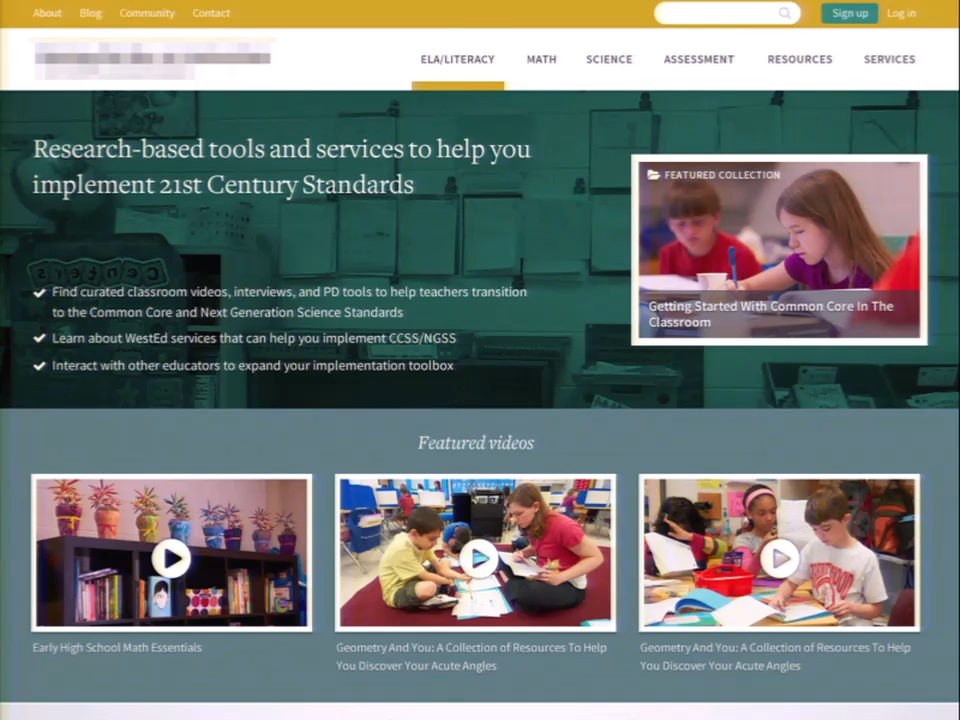 About Blog Community Contact
Sign up Log in
ELA/LITERACY MATH SCIENCE ASSESSMENT RESOURCES SERVICES
Research-based tools and services to help you
implement 21st Century Standards
Find curated classroom videos, interviews, and PD tools to help teachers transition
to the Common Core and Next Generation Science Standards
Learn about WestEd services that can help you implement CCSS/NGSS
Interact with other educators to expand your implementation toolbox
FEATURED COLLECTION
Getting Started With Common Core In The
Classroom
Featured videos
Early High School Math Essentials
Geometry And You: A Collection of Resources To Help
You Discover Your Acute Angles
Geometry And You: A Collection of Resources To Help
You Discover Your Acute Angles